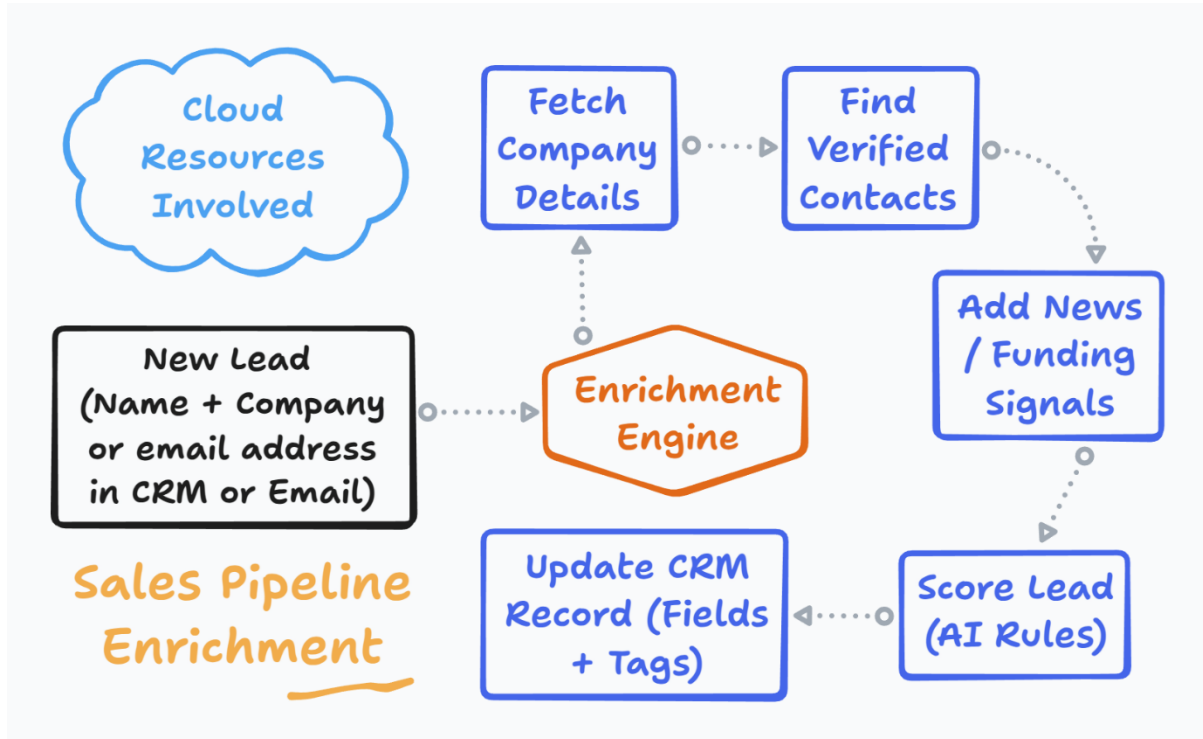 Cloud
Resources
Involved
Fetch
Company
Details
Find
Verified
Contacts
New Lead
(Name + Company
or email address
in CRM or Email)
Enrichment
Engine
Add News
/ Funding
Signals
Sales Pipeline
Enrichment
Update CRM
Record (Fields
+ Tags)
Score Lead
(AI Rules)